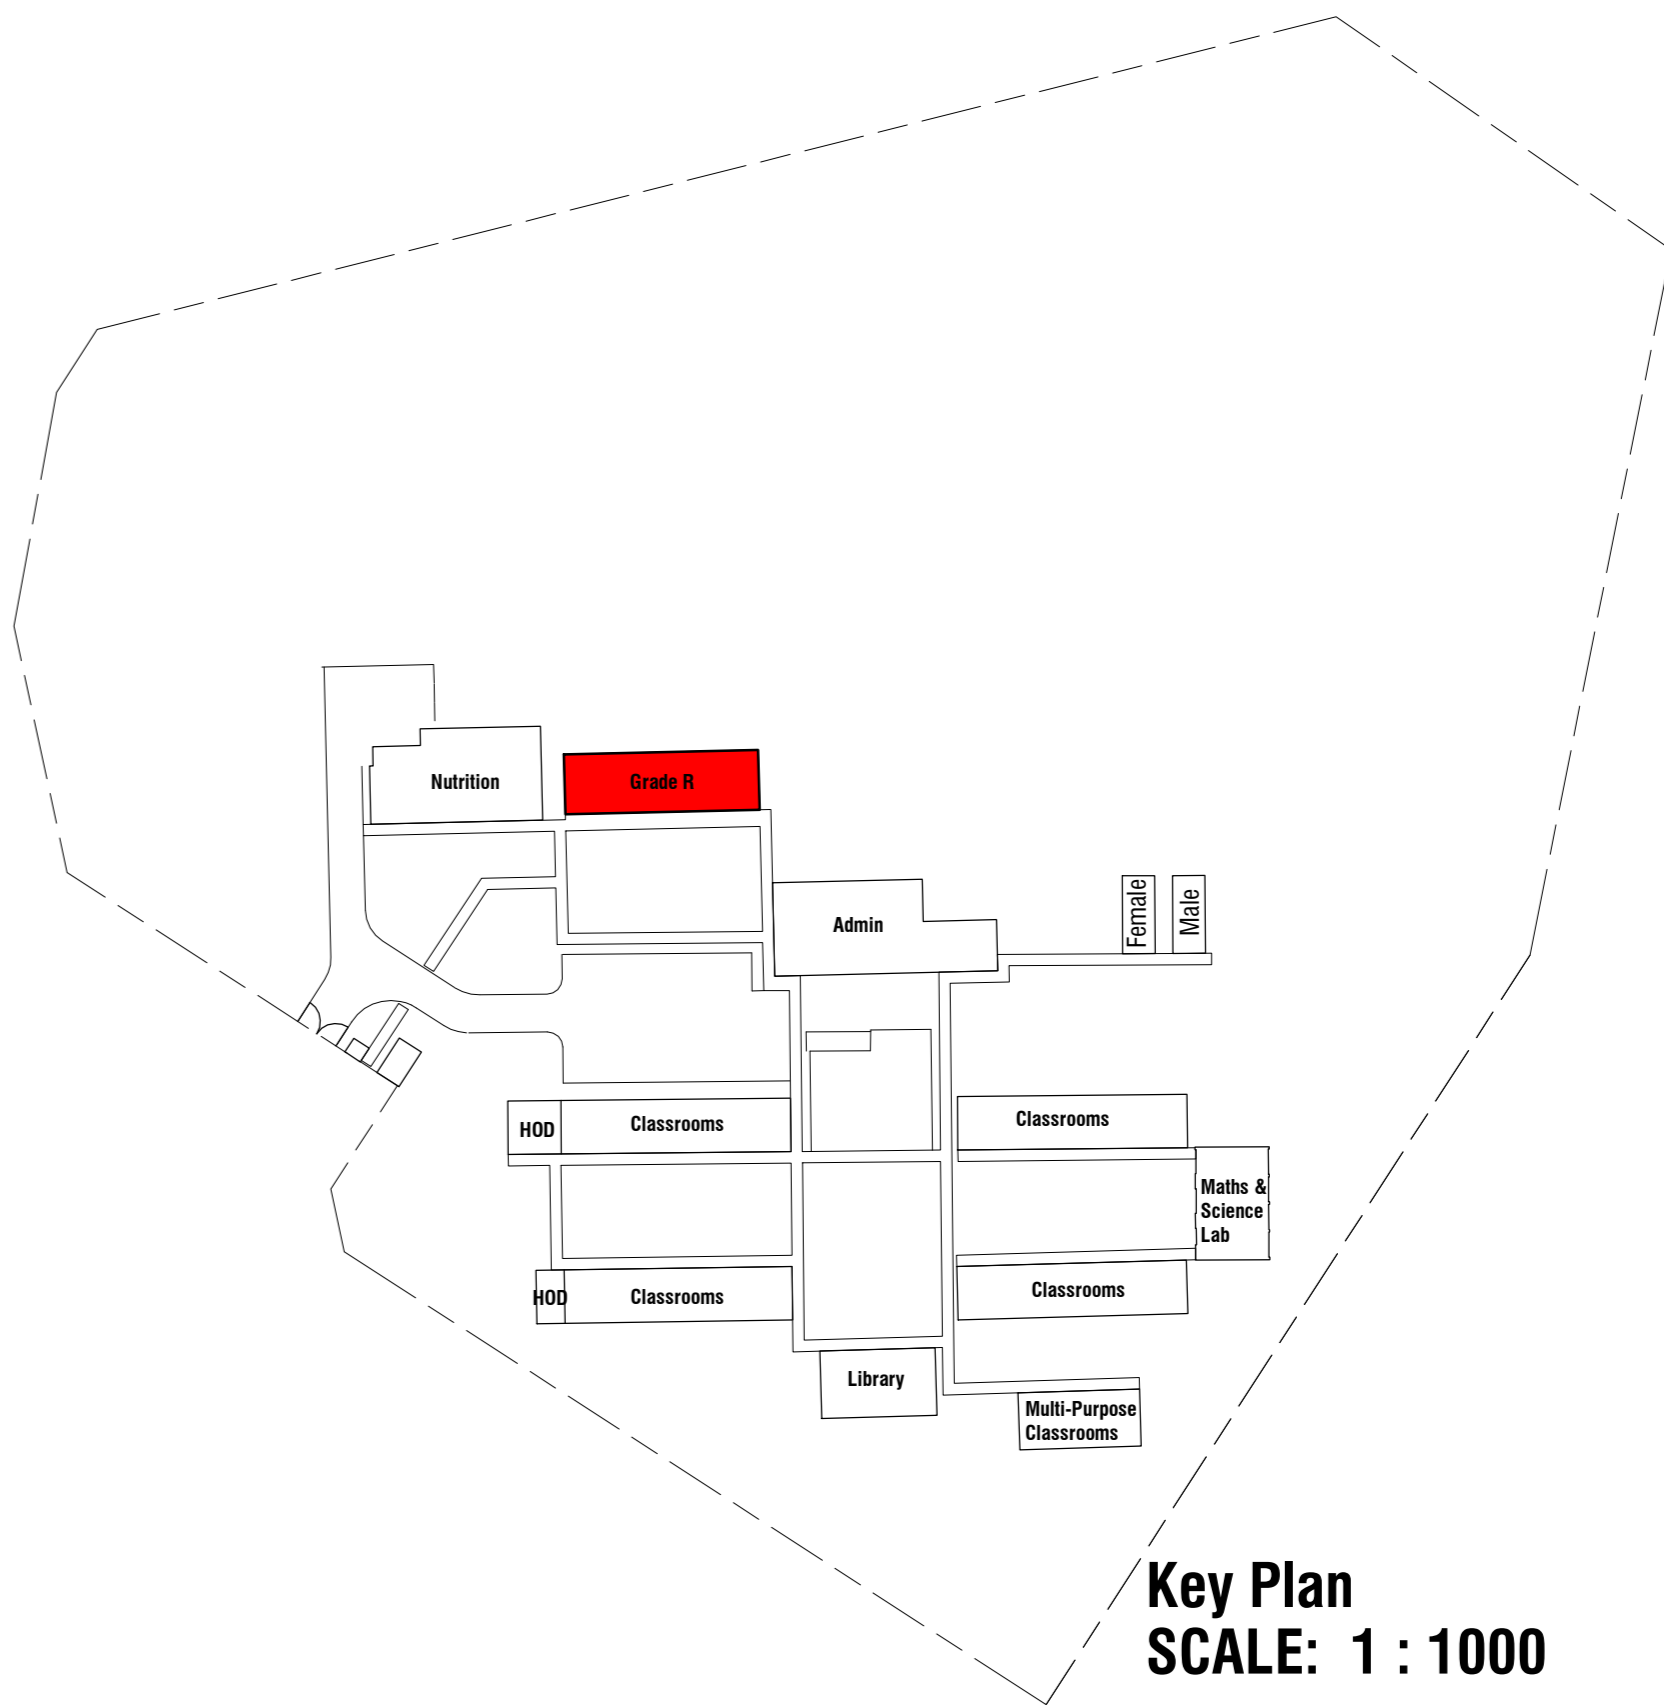 Nutrition
Grade R
Admin
Female
Male
HOD
Classrooms
Classrooms
Maths &
Science
Lab
HOD
Classrooms
Classrooms
Library
Multi-Purpose
Classrooms
Key Plan
SCALE: 1 : 1000